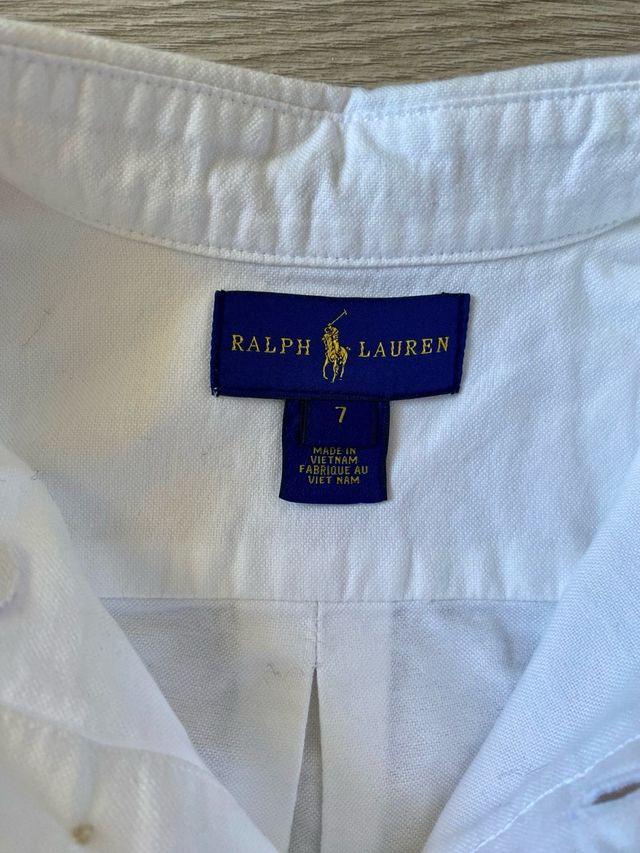 RALPH LAUREN
7
MADE IN
VIETNAM
FABRIQUE AU
VIET NAM